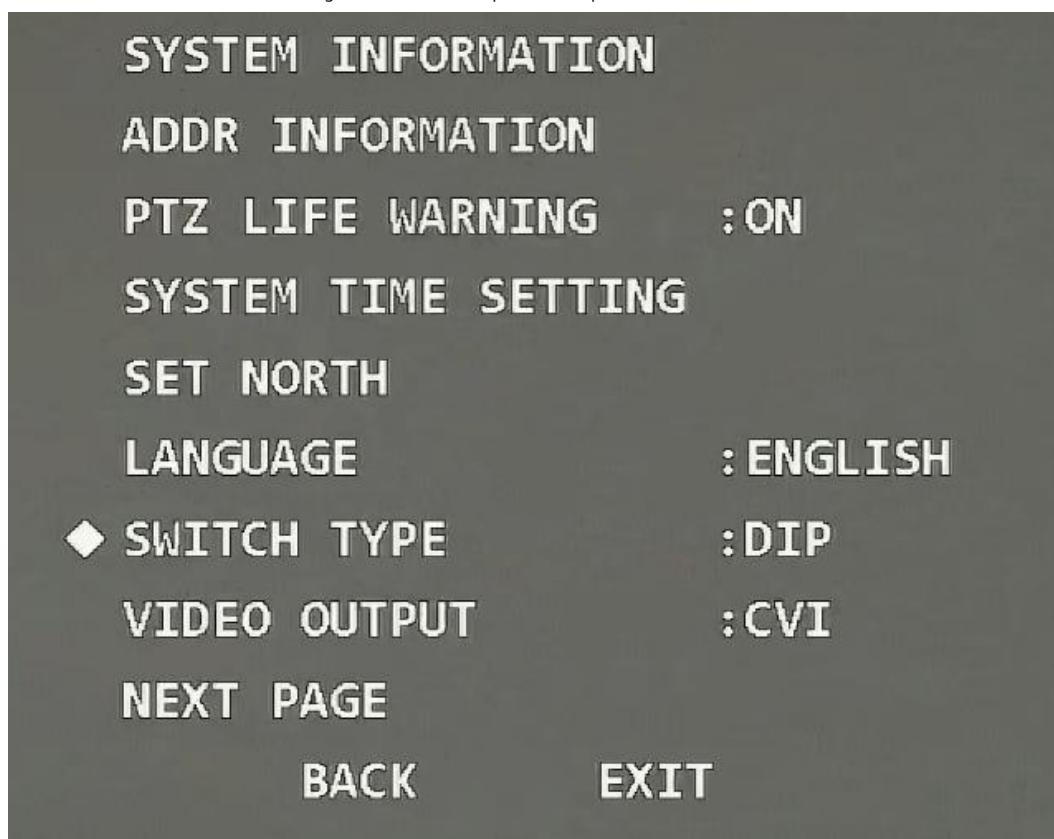 SYSTEM INFORMATION
ADDR INFORMATION
PTZ LIFE WARNING :ON
SYSTEM TIME SETTING
SET NORTH
LANGUAGE :ENGLISH
SWITCH TYPE :DIP
VIDEO OUTPUT :CVI
NEXT PAGE
BACK EXIT